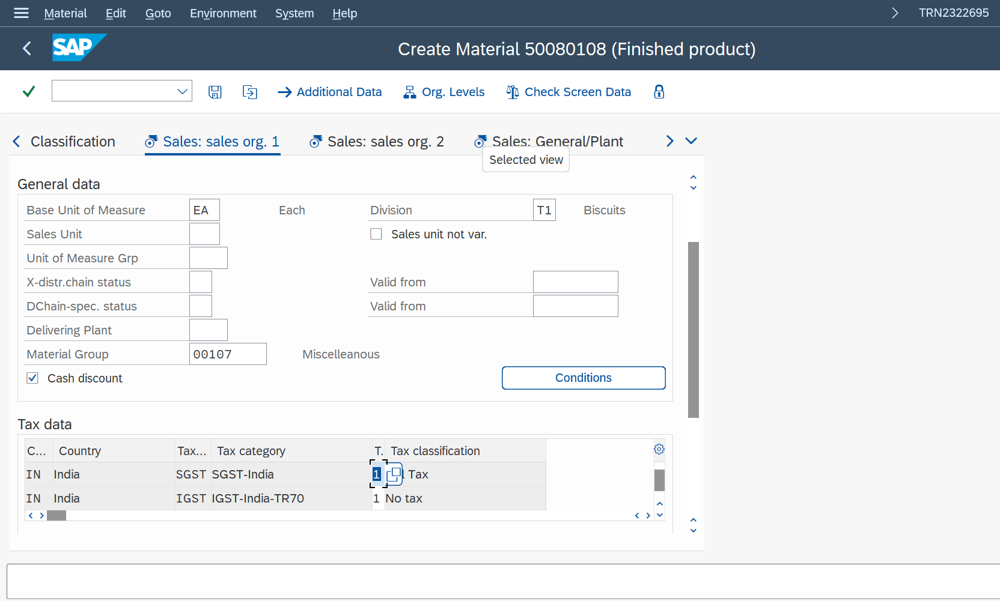 Material Edit Goto Environment System Help TRN2322695
SAP Create Material 50080108 (Finished product)
Additional Data Org. Levels Check Screen Data
Classification Sales: sales org. 1 Sales: sales org. 2 Sales: General/Plant
Selected view
General data
Base Unit of Measure EA Each Division T1 Biscuits
Sales Unit Sales unit not var.
Unit of Measure Grp
X-distr.chain status Valid from
DChain-spec. status Valid from
Delivering Plant
Material Group 00107 Miscelleanous
Cash discount Conditions
Tax data
C... Country Tax... Tax category T. Tax classification
IN India SGST SGST-India 1 Tax
IN India IGST IGST-India-TR70 1 No tax